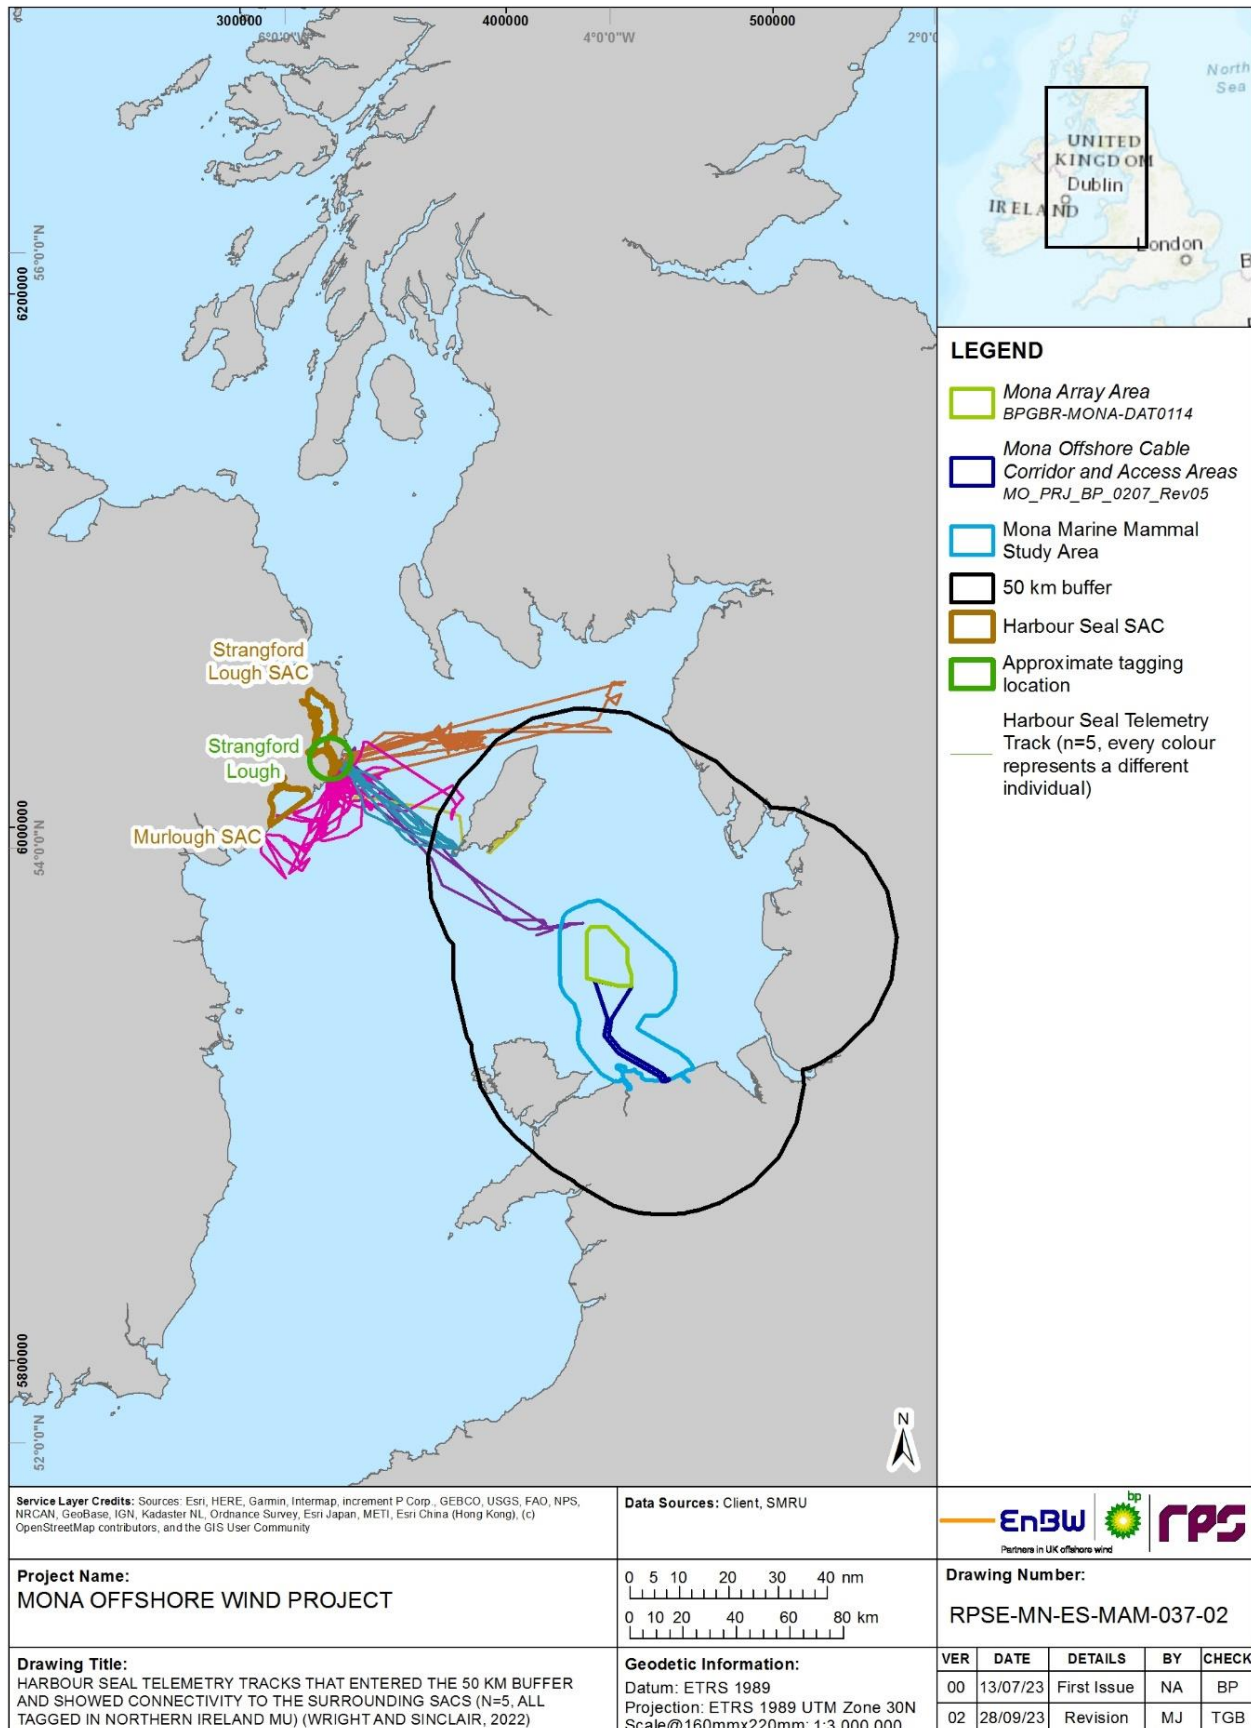 300000
400000
500000
6°0'0"W
4°0'0"W
56°0'0"N
6200000
6000000
54°0'0"N
5800000
52°0'0"N
Strangford
Lough SAC
Strangford
Lough
Murlough SAC
N
North
Sea
UNITED
KINGDOM
Dublin
IRELAND
London
LEGEND
Mona Array Area
BPGBR-MONA-DAT0114
Mona Offshore Cable
Corridor and Access Areas
MO_PRJ_BP_0207_Rev05
Mona Marine Mammal
Study Area
50 km buffer
Harbour Seal SAC
Approximate tagging
location
Harbour Seal Telemetry
Track (n=5, every colour
represents a different
individual)
Service Layer Credits: Sources: Esri, HERE, Garmin, Intermap, increment P Corp., GEBCO, USGS, FAO, NPS,
NRCAN, GeoBase, IGN, Kadaster NL, Ordnance Survey, Esri Japan, METI, Esri China (Hong Kong), (c)
OpenStreetMap contributors, and the GIS User Community
Data Sources: Client, SMRU
EnBW
Partners in UK offshore wind
bp
rps
Project Name:
MONA OFFSHORE WIND PROJECT
0 5 10 20 30 40 nm
0 10 20 40 60 80 km
Drawing Number:
RPSE-MN-ES-MAM-037-02
Drawing Title:
HARBOUR SEAL TELEMETRY TRACKS THAT ENTERED THE 50 KM BUFFER
AND SHOWED CONNECTIVITY TO THE SURROUNDING SACS (N=5, ALL
TAGGED IN NORTHERN IRELAND MU) (WRIGHT AND SINCLAIR, 2022)
Geodetic Information:
Datum: ETRS 1989
Projection: ETRS 1989 UTM Zone 30N
Scale@160mmx220mm: 1:3,000,000
VER DATE DETAILS BY CHECK
00 13/07/23 First Issue NA BP
02 28/09/23 Revision MJ TGB